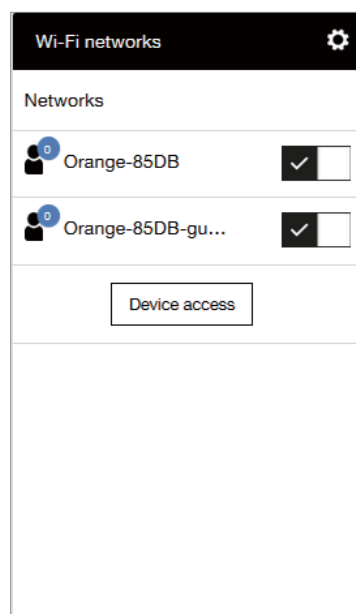 Wi-Fi networks
Networks
0
Orange-85DB
0
Orange-85DB-gu...
Device access